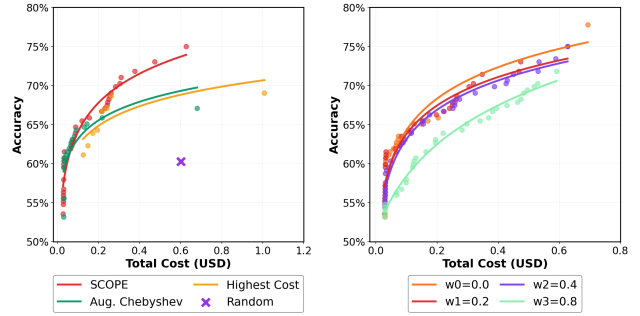 80%
75%
70%
65%
60%
55%
50%
Accuracy
0.0 0.2 0.4 0.6 0.8 1.0 1.2
Total Cost (USD)
SCOPE
Aug. Chebyshev
Highest Cost
Random
80%
75%
70%
65%
60%
55%
50%
Accuracy
0.0 0.2 0.4 0.6 0.8
Total Cost (USD)
w0=0.0
w1=0.2
w2=0.4
w3=0.8